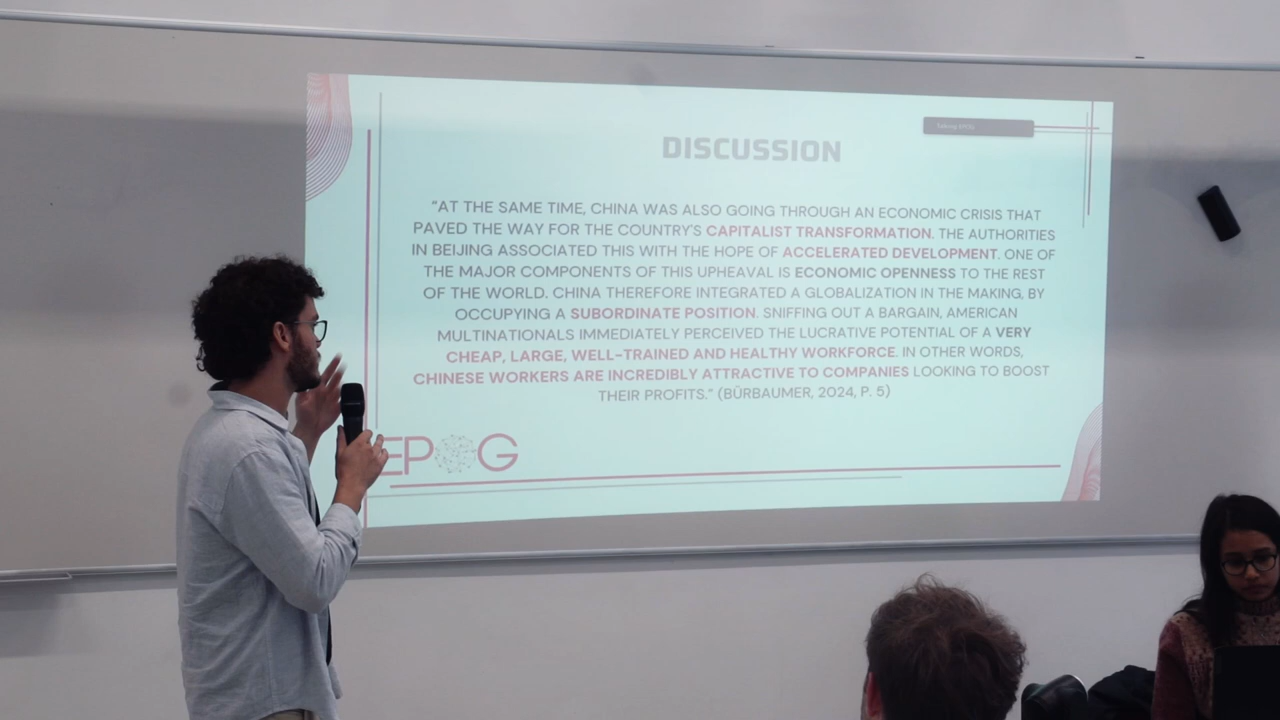 DISCUSSION
"AT THE SAME TIME, CHINA WAS ALSO GOING THROUGH AN ECONOMIC CRISIS THAT
PAVED THE WAY FOR THE COUNTRY'S CAPITALIST TRANSFORMATION. THE AUTHORITIES
IN BEIJING ASSOCIATED THIS WITH THE HOPE OF ACCELERATED DEVELOPMENT. ONE OF
THE MAJOR COMPONENTS OF THIS UPHEAVAL IS ECONOMIC OPENNESS TO THE REST
OF THE WORLD. CHINA THEREFORE INTEGRATED A GLOBALIZATION IN THE MAKING, BY
OCCUPYING A SUBORDINATE POSITION. SNIFFING OUT A BARGAIN, AMERICAN
MULTINATIONALS IMMEDIATELY PERCEIVED THE LUCRATIVE POTENTIAL OF A VERY
CHEAP, LARGE, WELL-TRAINED AND HEALTHY WORKFORCE. IN OTHER WORDS,
CHINESE WORKERS ARE INCREDIBLY ATTRACTIVE TO COMPANIES LOOKING TO BOOST
THEIR PROFITS." (BÜRBAUMER, 2024, P. 5)
EPOG